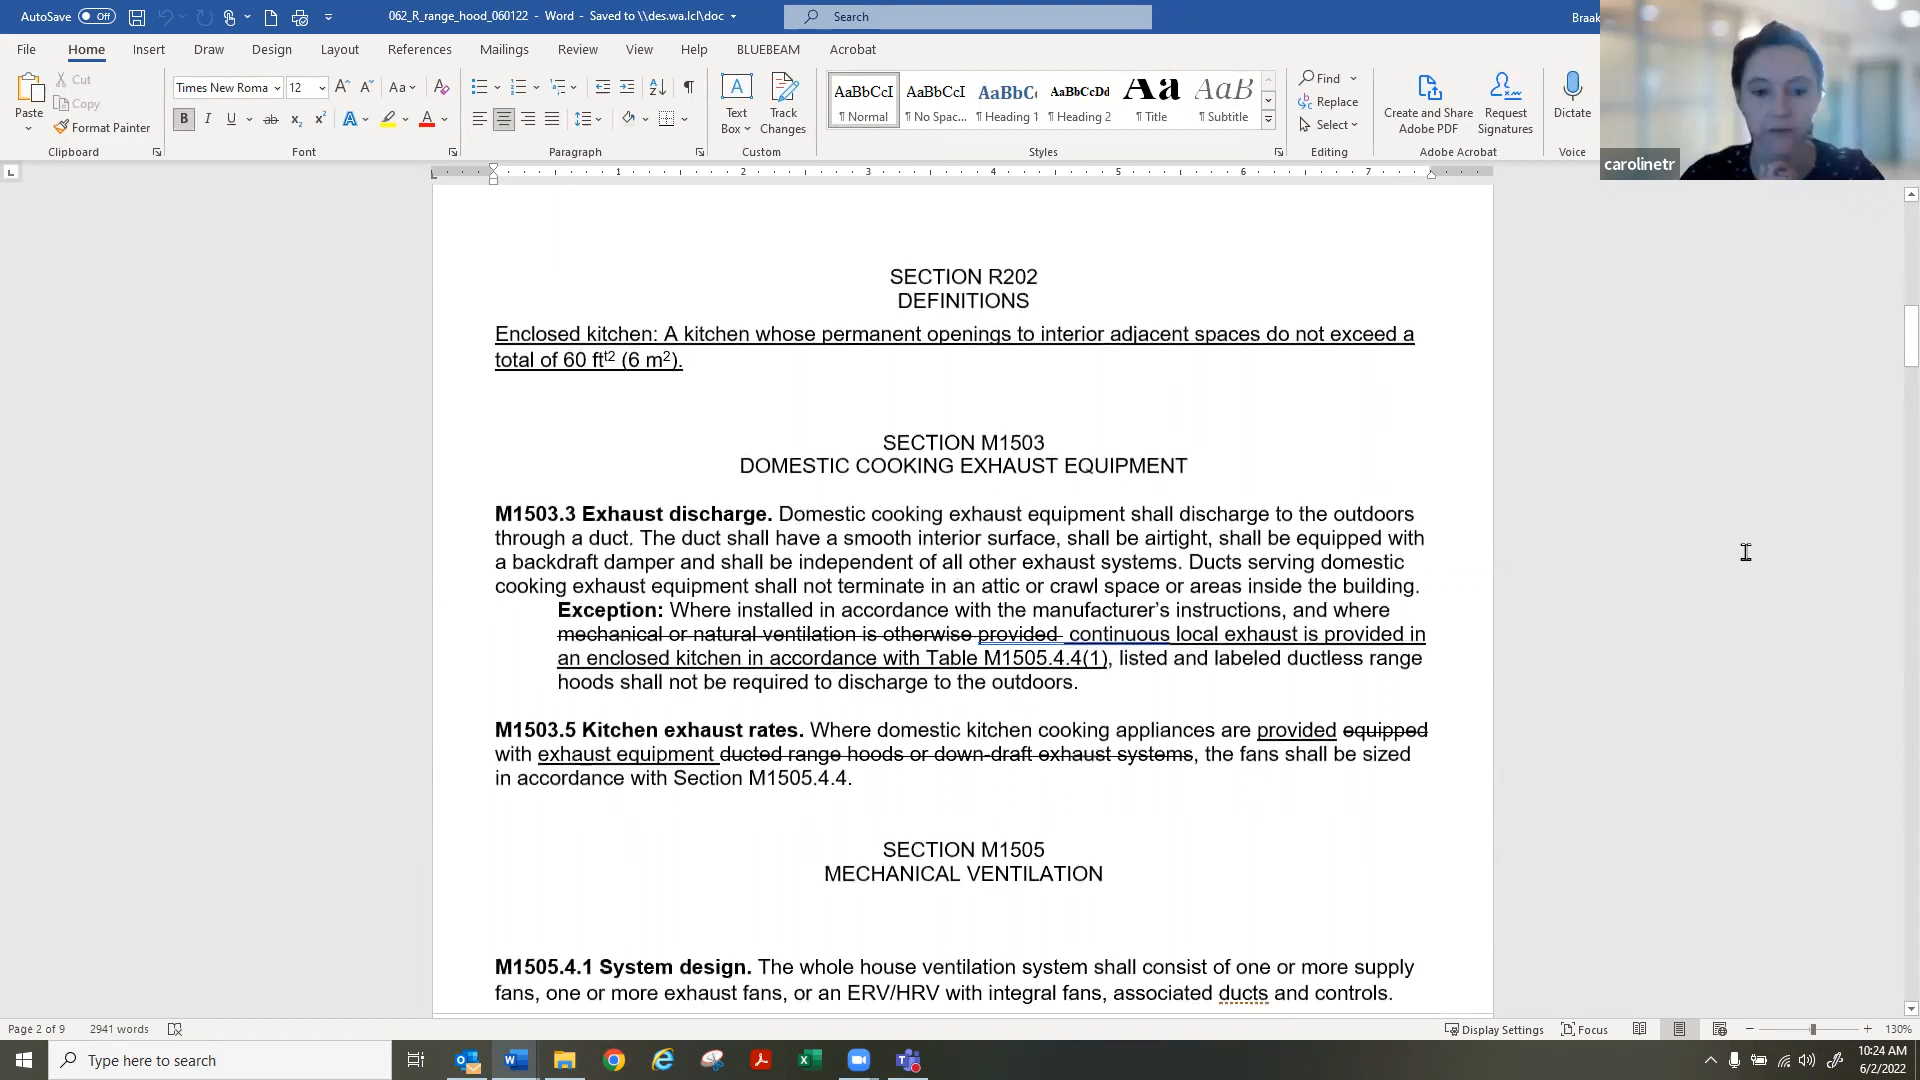 AutoSave Off 062_R_range_hood_060122 - Word - Saved to \\des.wa.lcl\doc Search Braak
File Home Insert Draw Design Layout References Mailings Review View Help BLUEBEAM Acrobat
Paste Cut Copy Format Painter Clipboard
Times New Roma 12 Font
Paragraph
Text Box Track Changes Custom
AaBbCcI ¶ Normal AaBbCcI ¶ No Spac... AaBbC( ¶ Heading 1 AaBbCcDd ¶ Heading 2 Aa ¶ Title AaB ¶ Subtitle Styles
Find Replace Select Editing
Create and Share Adobe PDF Request Signatures Adobe Acrobat
Dictate Voice
carolinetr
1 2 3 4 5 6 7
SECTION R202
DEFINITIONS
Enclosed kitchen: A kitchen whose permanent openings to interior adjacent spaces do not exceed a
total of 60 ftt2 (6 m2).
SECTION M1503
DOMESTIC COOKING EXHAUST EQUIPMENT
M1503.3 Exhaust discharge. Domestic cooking exhaust equipment shall discharge to the outdoors
through a duct. The duct shall have a smooth interior surface, shall be airtight, shall be equipped with
a backdraft damper and shall be independent of all other exhaust systems. Ducts serving domestic
cooking exhaust equipment shall not terminate in an attic or crawl space or areas inside the building.
Exception: Where installed in accordance with the manufacturer's instructions, and where
mechanical or natural ventilation is otherwise provided continuous local exhaust is provided in
an enclosed kitchen in accordance with Table M1505.4.4(1), listed and labeled ductless range
hoods shall not be required to discharge to the outdoors.
M1503.5 Kitchen exhaust rates. Where domestic kitchen cooking appliances are provided equipped
with exhaust equipment ducted range hoods or down-draft exhaust systems, the fans shall be sized
in accordance with Section M1505.4.4.
SECTION M1505
MECHANICAL VENTILATION
M1505.4.1 System design. The whole house ventilation system shall consist of one or more supply
fans, one or more exhaust fans, or an ERV/HRV with integral fans, associated ducts and controls.
Page 2 of 9 2941 words Display Settings Focus 130%
Type here to search 10:24 AM
6/2/2022